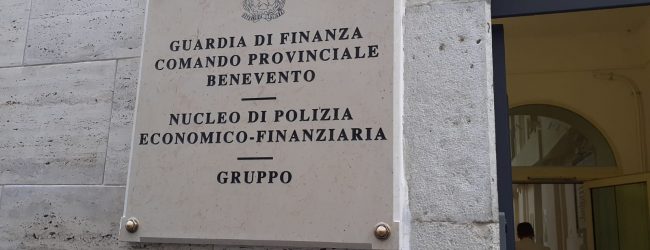 GUARDIA DI FINANZA
COMANDO PROVINCIALE
BENEVENTO
NUCLEO DI POLIZIA
ECONOMICO-FINANZIARIA
GRUPPO